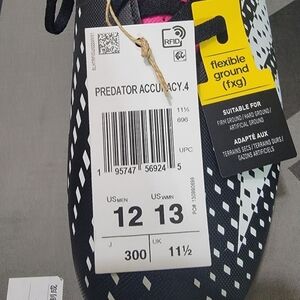 RFID
PREDATOR ACCURACY.4
11½
696
UPC
1 95747 56924 5
US MEN
12
US WMN
13
J
300
UK
11½
flexible
ground
(fxg)
SUITABLE FOR
FIRM GROUND / HARD GROUND /
ARTIFICIAL GROUND
ADAPTÉ AUX
TERRAINS SECS / TERRAINS DURS /
GAZONS ARTIFICIELS